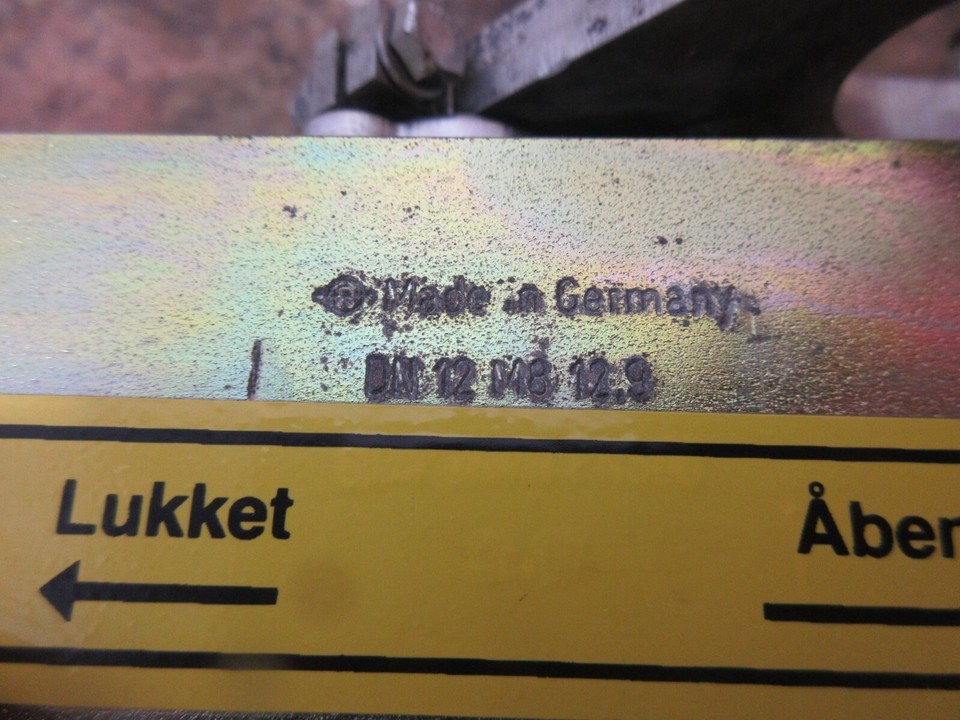 ® Made in Germany
DIN 12 M8 12.9
Lukket
Åben